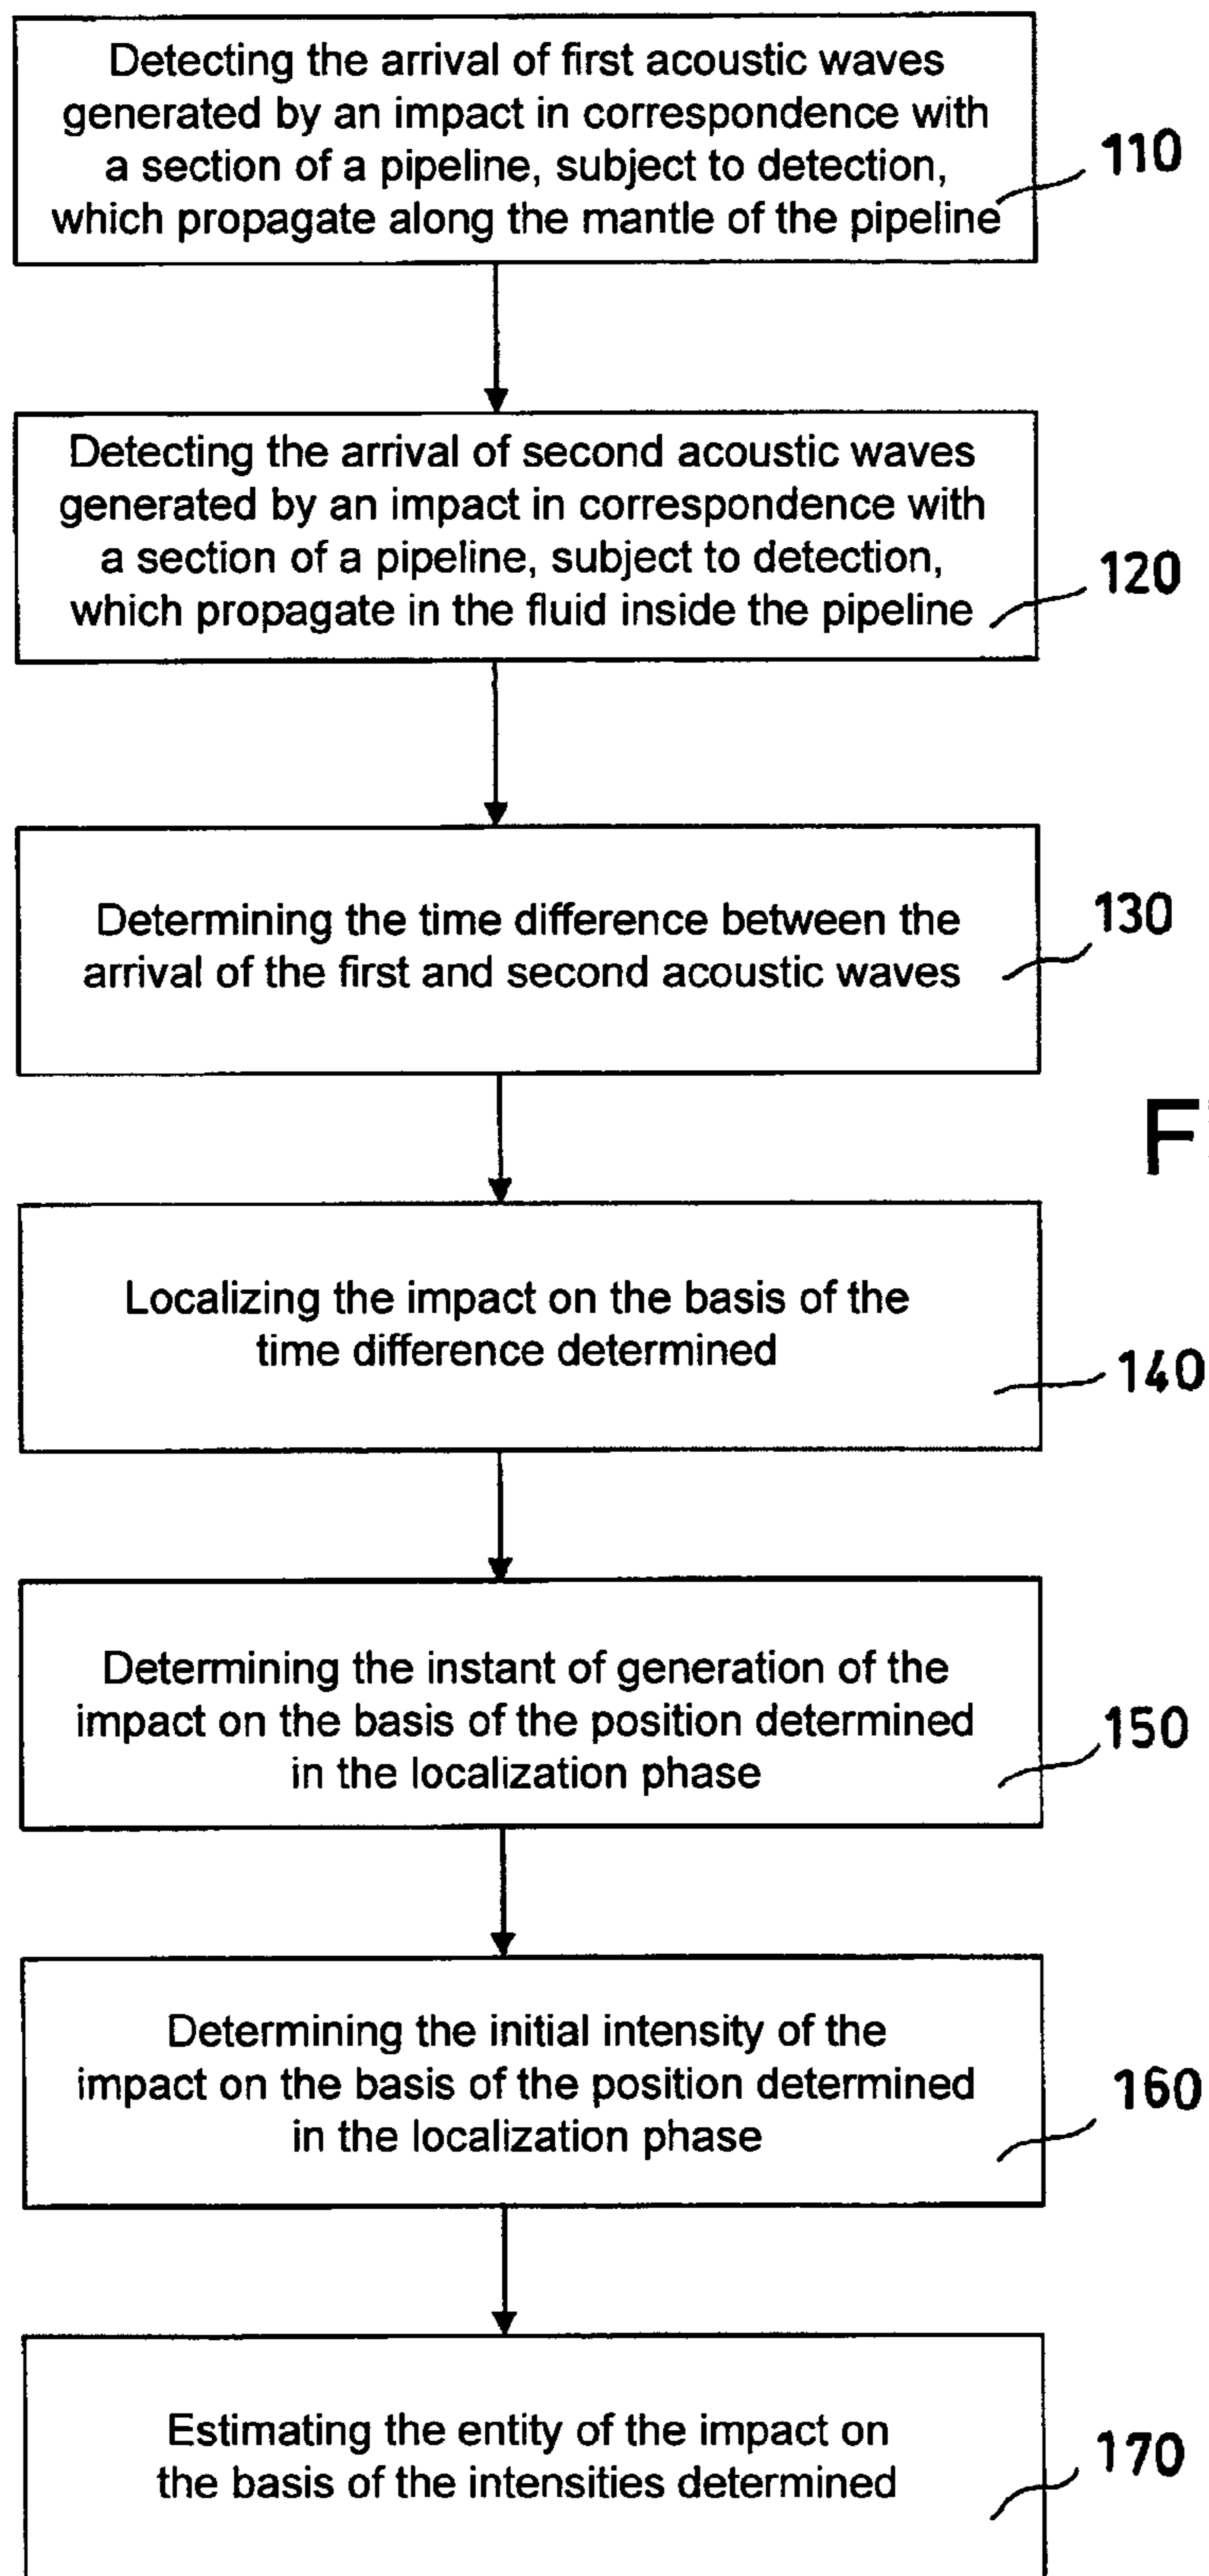 Detecting the arrival of first acoustic waves
generated by an impact in correspondence with
a section of a pipeline, subject to detection,
which propagate along the mantle of the pipeline
110
Detecting the arrival of second acoustic waves
generated by an impact in correspondence with
a section of a pipeline, subject to detection,
which propagate in the fluid inside the pipeline
120
Determining the time difference between the
arrival of the first and second acoustic waves
130
F
Localizing the impact on the basis of the
time difference determined
140
Determining the instant of generation of the
impact on the basis of the position determined
in the localization phase
150
Determining the initial intensity of the
impact on the basis of the position determined
in the localization phase
160
Estimating the entity of the impact on
the basis of the intensities determined
170